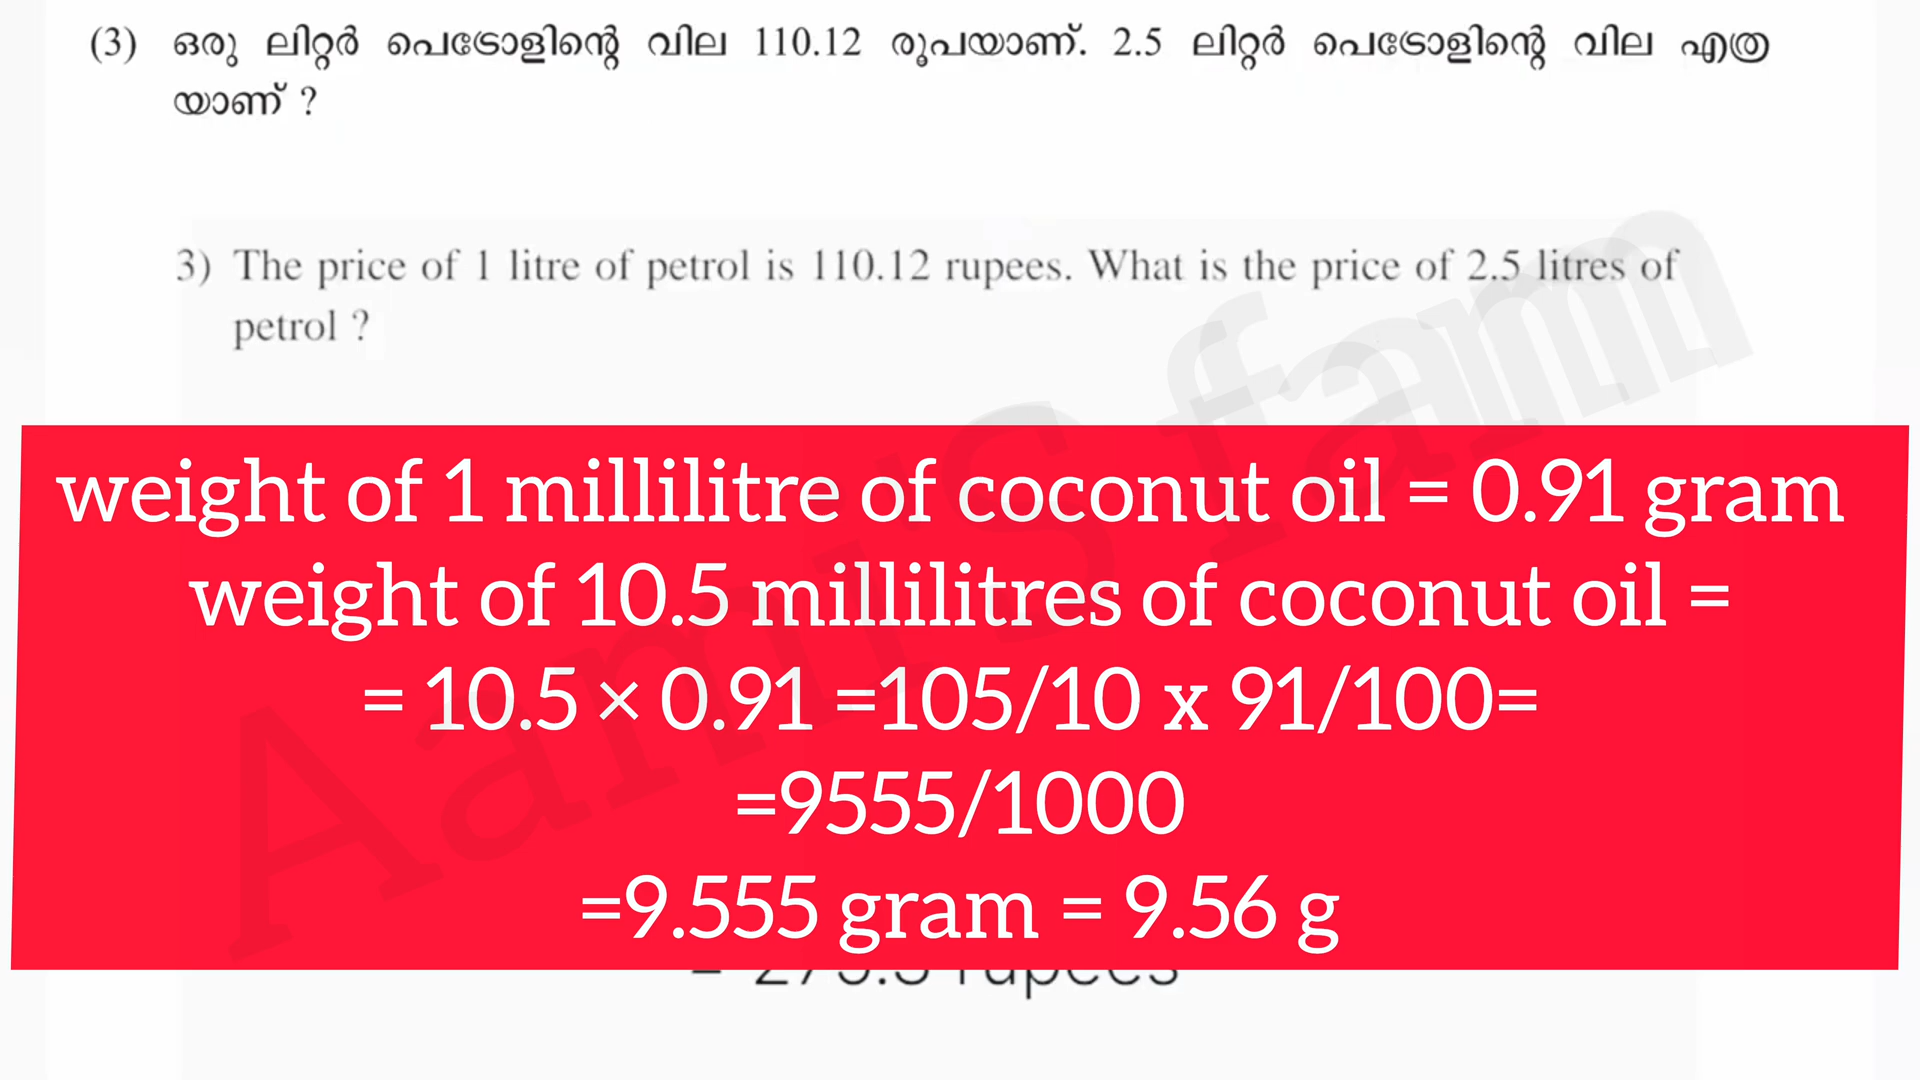 (3) ഒരു ലിറ്റർ പെട്രോളിന്റെ വില 110.12 രൂപയാണ്. 2.5 ലിറ്റർ പെട്രോളിന്റെ വില എത്ര
യാണ് ?
3) The price of 1 litre of petrol is 110.12 rupees. What is the price of 2.5 litres of
petrol ?
Aami'S fam
weight of 1 millilitre of coconut oil = 0.91 gram
weight of 10.5 millilitres of coconut oil =
= 10.5 × 0.91 =105/10 x 91/100=
=9555/1000
=9.555 gram = 9.56 g
rupees